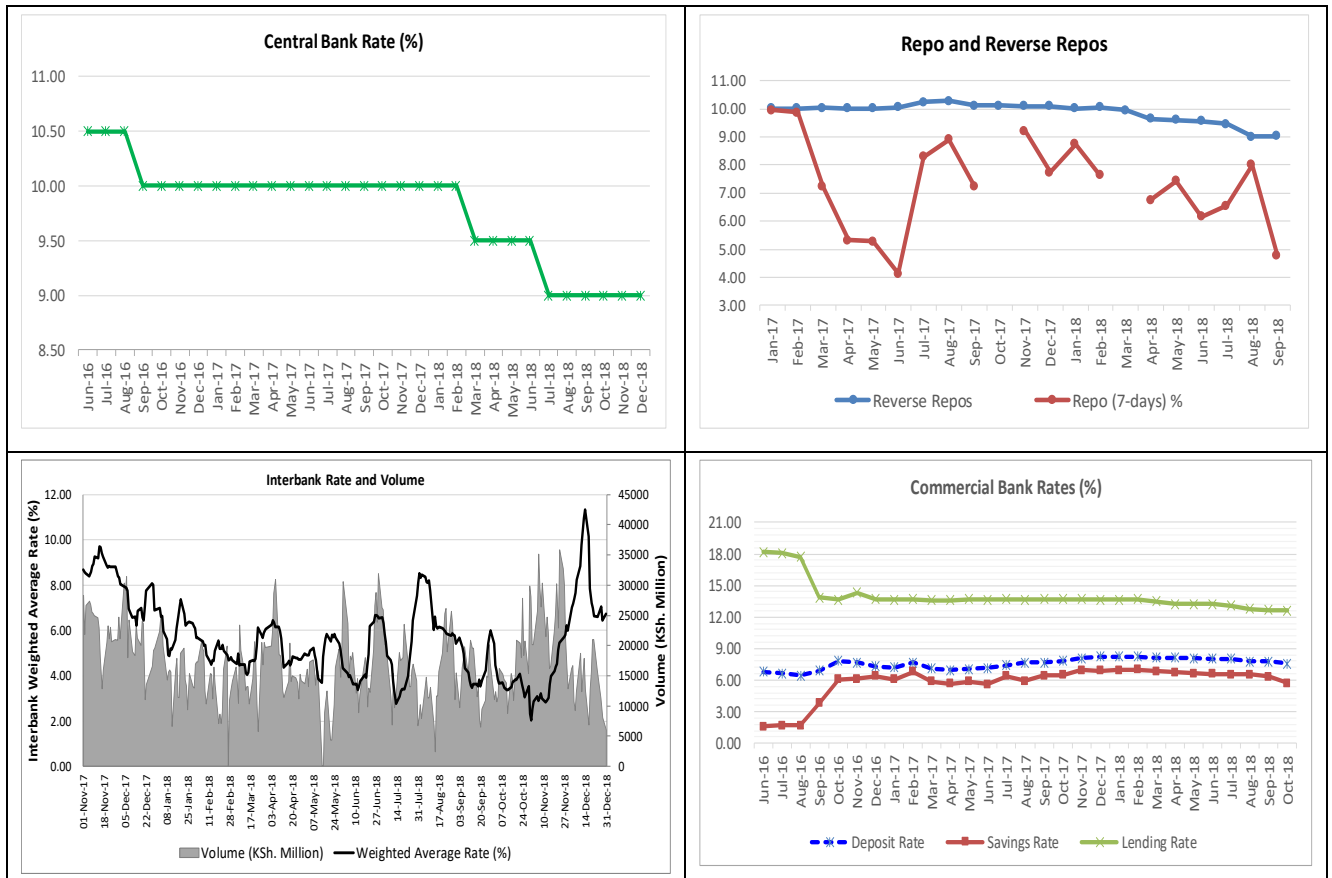 Central Bank Rate (%)
11.00
10.50
10.00
9.50
9.00
8.50
Jun-16
Jul-16
Aug-16
Sep-16
Oct-16
Nov-16
Dec-16
Jan-17
Feb-17
Mar-17
Apr-17
May-17
Jun-17
Jul-17
Aug-17
Sep-17
Oct-17
Nov-17
Dec-17
Jan-18
Feb-18
Mar-18
Apr-18
May-18
Jun-18
Jul-18
Aug-18
Sep-18
Oct-18
Nov-18
Dec-18
Repo and Reverse Repos
11.00
10.00
9.00
8.00
7.00
6.00
5.00
4.00
3.00
Jan-17
Feb-17
Mar-17
Apr-17
May-17
Jun-17
Jul-17
Aug-17
Sep-17
Oct-17
Nov-17
Dec-17
Jan-18
Feb-18
Mar-18
Apr-18
May-18
Jun-18
Jul-18
Aug-18
Sep-18
Reverse Repos Repo (7-days) %
Interbank Rate and Volume
Interbank Weighted Average Rate (%)
12.00
10.00
8.00
6.00
4.00
2.00
0.00
45000
40000
35000
30000
25000
20000
15000
10000
5000
0
Volume (KSh. Million)
01-Nov-17
18-Nov-17
05-Dec-17
22-Dec-17
08-Jan-18
25-Jan-18
11-Feb-18
28-Feb-18
17-Mar-18
03-Apr-18
20-Apr-18
07-May-18
24-May-18
10-Jun-18
27-Jun-18
14-Jul-18
31-Jul-18
17-Aug-18
03-Sep-18
20-Sep-18
07-Oct-18
24-Oct-18
10-Nov-18
27-Nov-18
14-Dec-18
31-Dec-18
Volume (KSh. Million) Weighted Average Rate (%)
Commercial Bank Rates (%)
21.00
18.00
15.00
12.00
9.00
6.00
3.00
0.00
Jun-16
Jul-16
Aug-16
Sep-16
Oct-16
Nov-16
Dec-16
Jan-17
Feb-17
Mar-17
Apr-17
May-17
Jun-17
Jul-17
Aug-17
Sep-17
Oct-17
Nov-17
Dec-17
Jan-18
Feb-18
Mar-18
Apr-18
May-18
Jun-18
Jul-18
Aug-18
Sep-18
Oct-18
Deposit Rate Savings Rate Lending Rate